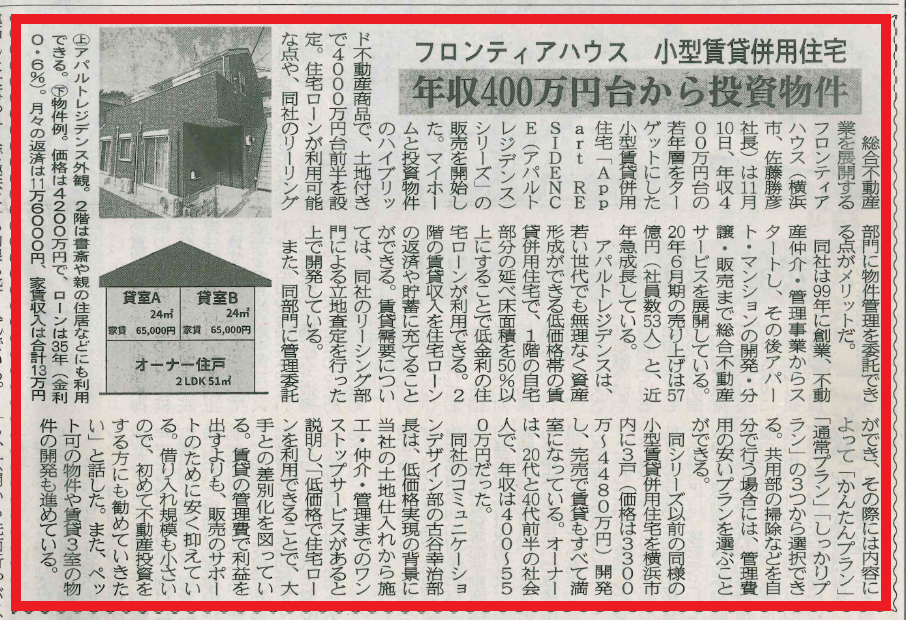 フロンティアハウス　小型賃貸併用住宅
年収400万円台から投資物件
総合不動産
業を展開する
フロンティア
ハウス(横浜
市、佐藤勝彦
社長)は11月
10日、年収4
00万円台の
若年層をター
ゲットにした
小型賃貸併用
住宅「App
art RE
SIDENC
E(アパルト
レジデンス)
シリーズ」の
販売を開始し
た。マイホー
ムと投資物件
のハイブリッ
ド不動産商品で、土地付き
で4000万円台前半を設
定。住宅ローンが利用可能
な点や、同社のリーシング
部門に物件管理を委託でき
る点がメリットだ。
同社は99年に創業、不動
産仲介・管理事業からス
タートし、その後アパー
ト・マンションの開発・分
譲・販売まで総合不動産
サービスを展開している。
20年6月期の売り上げは57
億円(社員数53人)と、近
年急成長している。
アパルトレジデンスは、
若い世代でも無理なく資産
形成ができる低価格帯の賃
貸併用住宅で、1階の自宅
部分の延べ床面積を50%以
上にすることで低金利の住
宅ローンが利用できる。2
階の賃貸収入を住宅ローン
の返済や貯蓄に充てること
ができる。賃貸需要につい
ては、同社のリーシング部
門による立地査定を行った
上で開発している。
また、同部門に管理委託
ができ、その際には内容に
よって「かんたんプラン」
「通常プラン」「しっかりプ
ラン」の3つから選択でき
る。共用部の掃除などを自
分で行う場合には、管理費
用の安いプランを選ぶこと
ができる。
同シリーズ以前の同様の
小型賃貸併用住宅を横浜市
内に3戸(価格は3300
万〜4480万円)開発
し、完売で賃貸もすべて満
室になっている。オーナー
は、20代と40代前半の社会
人で、年収は400〜55
0万円だった。
同社のコミュニケーショ
ンデザイン部の古谷幸治部
長は、低価格実現の背景に
当社の土地仕入れから施
工・仲介・管理までのワン
ストップサービスがあると
説明し「低価格で住宅ロー
ンを利用できることで、大
手との差別化を図ってい
る。賃貸の管理費で利益を
出すよりも、販売のサポー
トのために安く抑えてい
る。借り入れ規模も小さい
ので、初めて不動産投資を
する方にも勧めていきた
い」と話した。また、ペッ
ト可の物件や賃貸3室の物
件の開発も進めている。
㊤アパルトレジデンス外観。2階は書斎や親の住居などにも利用
できる。㊦物件例。価格は4200万円で、ローンは35年(金利
0・6%)。月々の返済は11万6000円、家賃収入は合計13万円
貸室A
24㎡
家賃 65,000円
貸室B
24㎡
家賃 65,000円
オーナー住戸
2LDK 51㎡